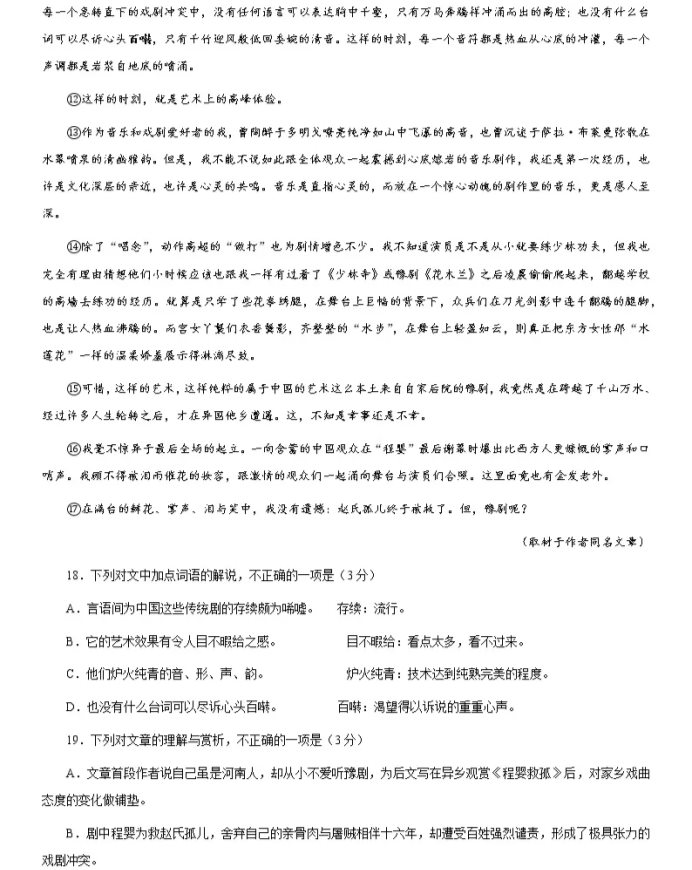 每一个急转直下的戏剧冲突中，没有任何语言可以表达胸中千壑，只有万马奔腾祥冲涌而出的高腔；也没有什么台
词可以尽诉心头百啭，只有千竹迎风般低回委婉的清音。这样的时刻，每一个音符都是热血从心底的冲灌，每一个
声调都是岩浆自地底的喷涌。
⑫这样的时刻，就是艺术上的高峰体验。
⑬作为音乐和戏剧爱好者的我，曾陶醉于多明戈嘹亮纯净如山中飞瀑的高音，也曾沉迷于萨拉·布莱曼弥散在
水幕喷泉的清幽雅韵。但是，我不能不说如此跟全体观众一起震撼到心底熔岩的音乐剧作，我还是第一次经历，也
许是文化深层的亲近，也许是心灵的共鸣。音乐是直指心灵的，而放在一个惊心动魄的剧作里的音乐，更是感人至
深。
⑭除了“唱念”，动作高超的“做打”也为剧情增色不少。我不知道演员是不是从小就要练少林功夫，但我也
完全有理由猜想他们小时候应该也跟我一样有过看了《少林寺》或豫剧《花木兰》之后凌晨偷偷爬起来，翻越学校
的高墙去练功的经历。就算是只学了些花拳绣腿，在舞台上巨幅的背景下，众兵们在刀光剑影中连斗翻腾的腿脚，
也是让人热血沸腾的。而宫女丫鬟们衣香鬓影，齐整整的“水步”，在舞台上轻盈如云，则真正把东方女性那“水
莲花”一样的温柔娇羞展示得淋漓尽致。
⑮可惜，这样的艺术，这样纯粹的属于中国的艺术这么本土来自自家后院的豫剧，我竟然是在跨越了千山万水、
经过许多人生轮转之后，才在异国他乡遭遇。这，不知是幸事还是不幸。
⑯我毫不惊异于最后全场的起立。一向含蓄的中国观众在“程婴”最后谢幕时爆出比西方人更慷慨的掌声和口
哨声。我顾不得被泪雨催花的妆容，跟激情的观众们一起涌向舞台与演员们合照。这里面竟也有金发老外。
⑰在满台的鲜花、掌声、泪与笑中，我没有遗憾：赵氏孤儿终于被救了。但，豫剧呢？
（取材于作者同名文章）
18．下列对文中加点词语的解说，不正确的一项是（3 分）
A．言语间为中国这些传统剧的存续颇为唏嘘。 存续：流行。
B．它的艺术效果有令人目不暇给之感。 目不暇给：看点太多，看不过来。
C．他们炉火纯青的音、形、声、韵。 炉火纯青：技术达到纯熟完美的程度。
D．也没有什么台词可以尽诉心头百啭。 百啭：渴望得以诉说的重重心声。
19．下列对文章的理解与赏析，不正确的一项是（3 分）
A．文章首段作者说自己虽是河南人，却从小不爱听豫剧，为后文写在异乡观赏《程婴救孤》后，对家乡戏曲
态度的变化做铺垫。
B．剧中程婴为救赵氏孤儿，舍弃自己的亲骨肉与屠贼相伴十六年，却遭受百姓强烈谴责，形成了极具张力的
戏剧冲突。